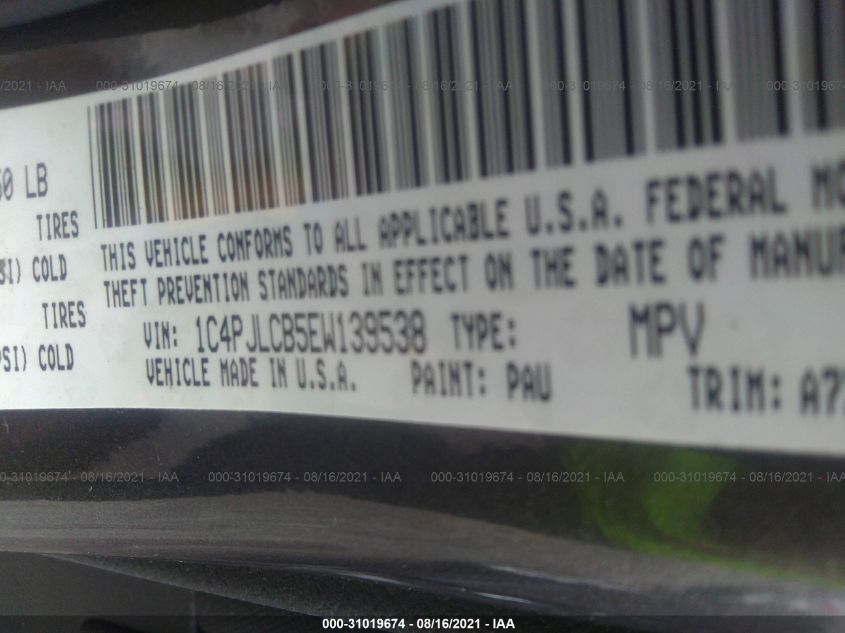 50 LB
TIRES
SI) COLD
TIRES
PSI) COLD
THIS VEHICLE CONFORMS TO ALL APPLICABLE U.S.A. FEDERAL MO
THEFT PREVENTION STANDARDS IN EFFECT ON THE DATE OF MANUF
VIN: 1C4PJLCB5EW139538 TYPE: MPV
VEHICLE MADE IN U.S.A. PAINT: PAU TRIM: A7
000-31019674 / 08/16/2021 - IAA